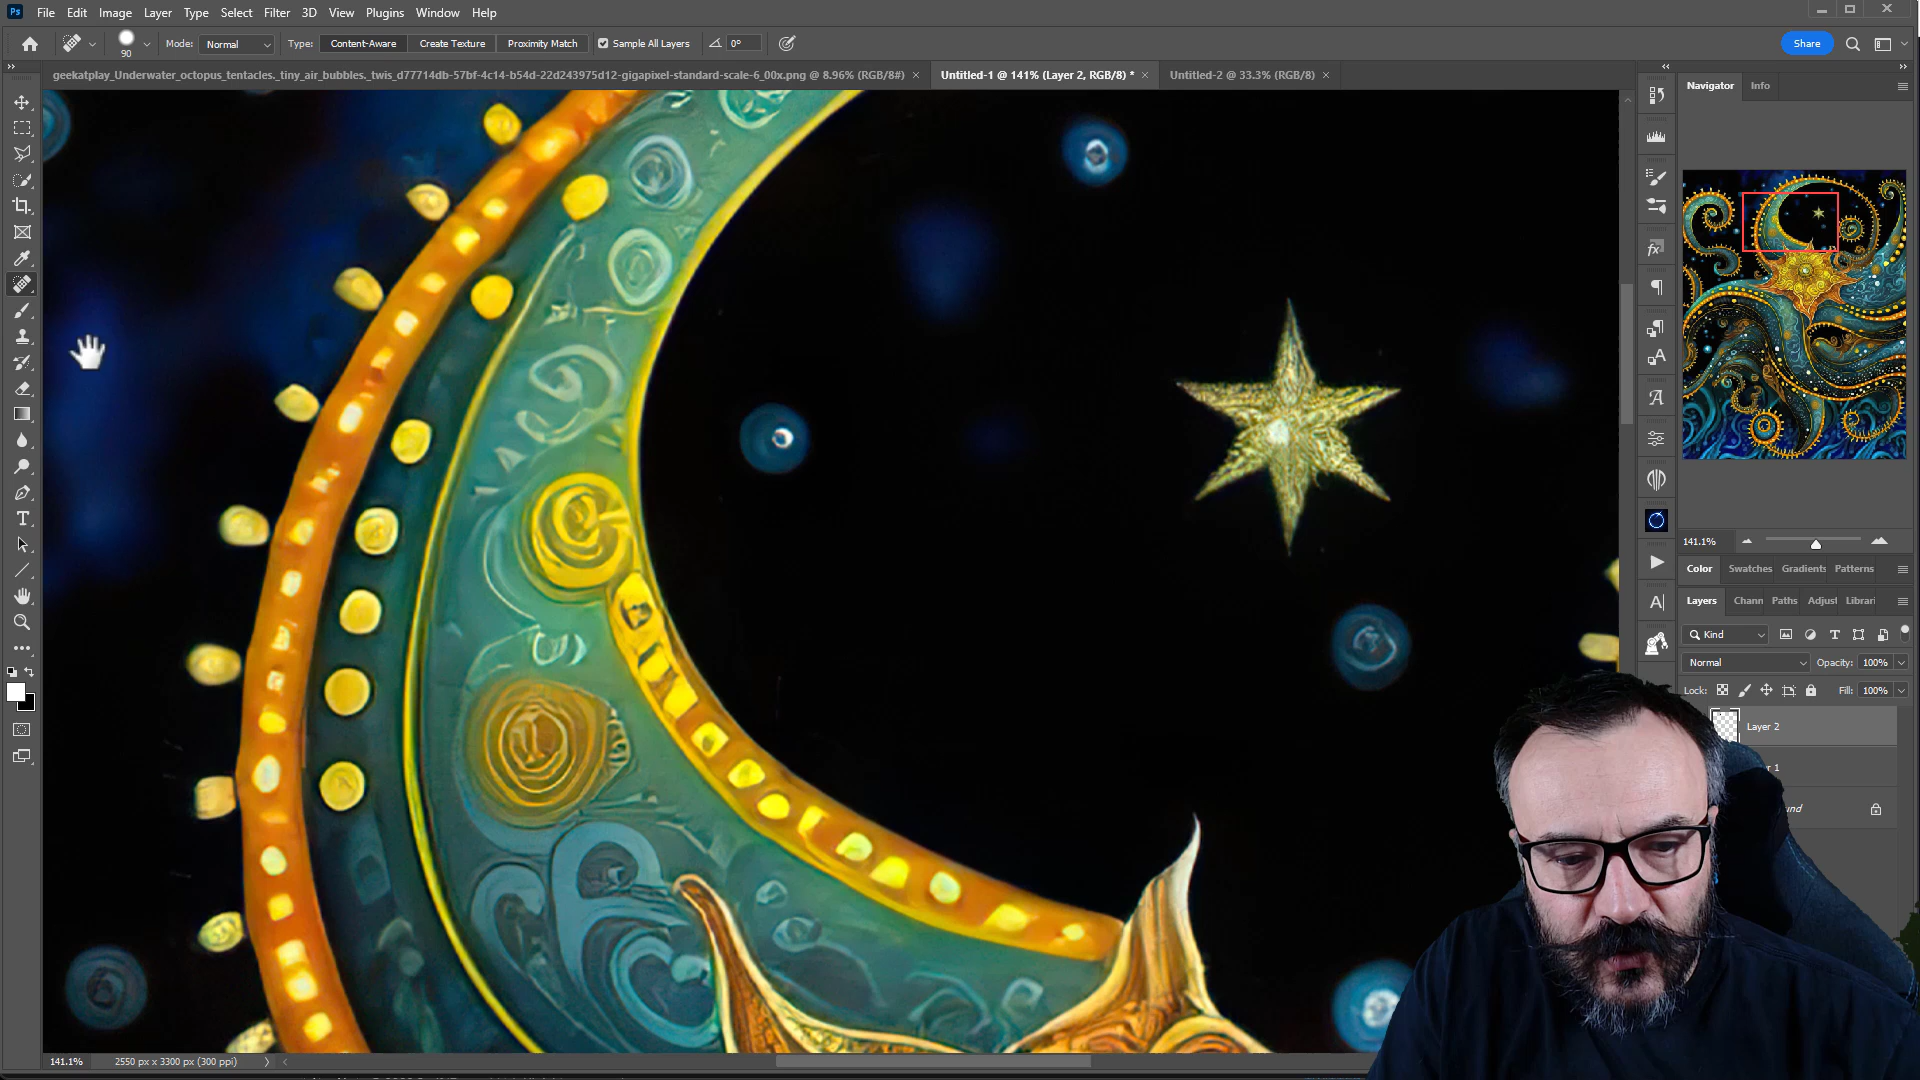 Ps File Edit Image Layer Type Select Filter 3D View Plugins Window Help
90 Mode: Normal Type: Content-Aware Create Texture Proximity Match Sample All Layers 0° Share
geekatplay_Underwater_octopus_tentacles._tiny_air_bubbles._twis_d77714db-57bf-4c14-b54d-22d243975d12-gigapixel-standard-scale-6_00x.png @ 8.96% (RGB/8#) × Untitled-1 @ 141% (Layer 2, RGB/8) * × Untitled-2 @ 33.3% (RGB/8) ×
Navigator Info
141.1%
Color Swatches Gradients Patterns
Layers Chann Paths Adjust Librari
Kind
Normal Opacity: 100%
Lock: Fill: 100%
Layer 2
r 1
und
141.1% 2550 px x 3300 px (300 ppi)